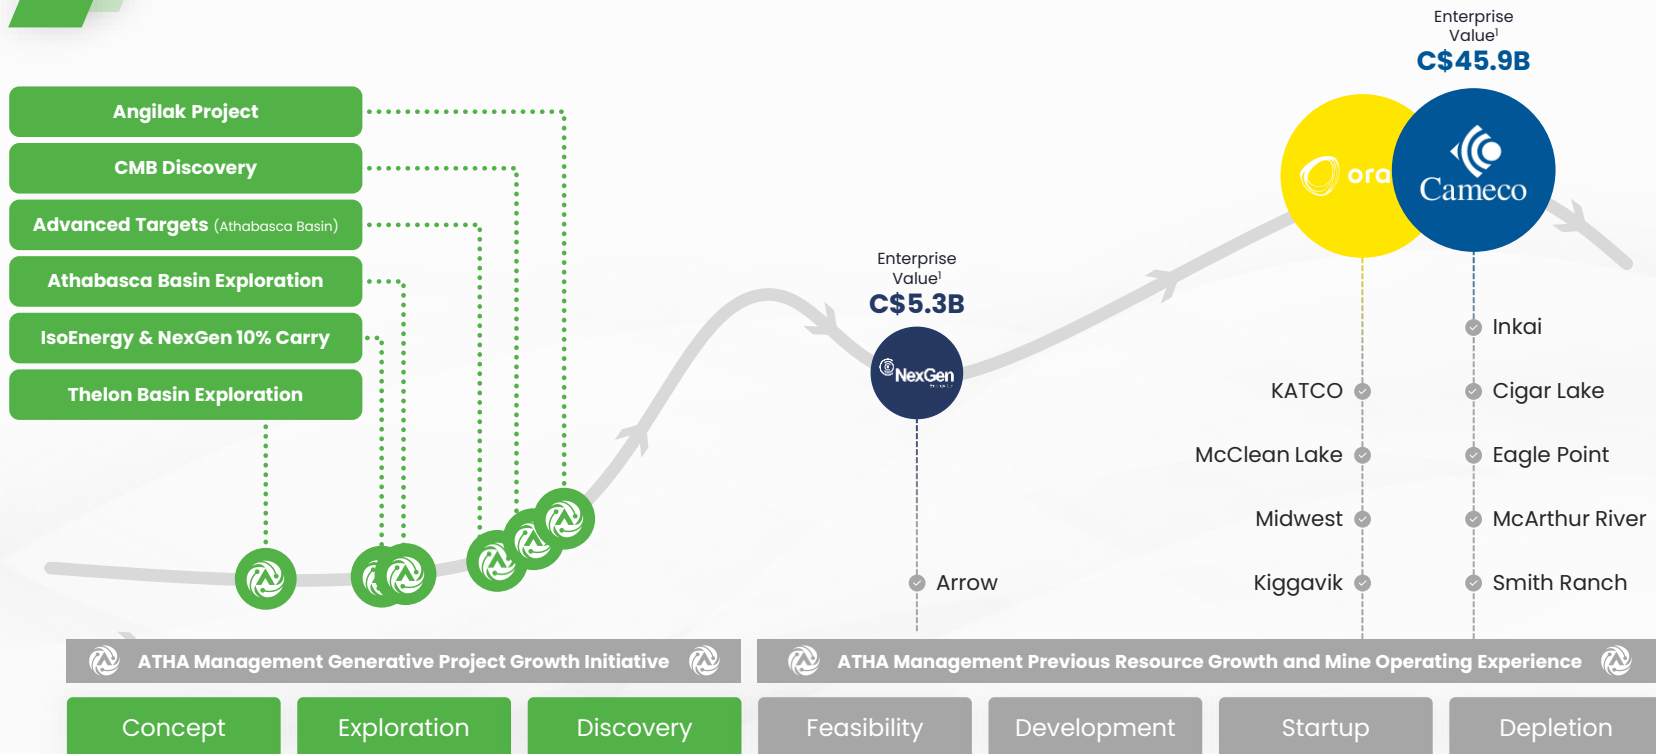 Enterprise
Value¹
C$45.9B
Angilak Project
CMB Discovery
Advanced Targets (Athabasca Basin)
Athabasca Basin Exploration
IsoEnergy & NexGen 10% Carry
Thelon Basin Exploration
Enterprise
Value¹
C$5.3B
NexGen
ora
Cameco
Inkai
KATCO
Cigar Lake
McClean Lake
Eagle Point
Midwest
McArthur River
Arrow
Kiggavik
Smith Ranch
ATHA Management Generative Project Growth Initiative
ATHA Management Previous Resource Growth and Mine Operating Experience
Concept
Exploration
Discovery
Feasibility
Development
Startup
Depletion